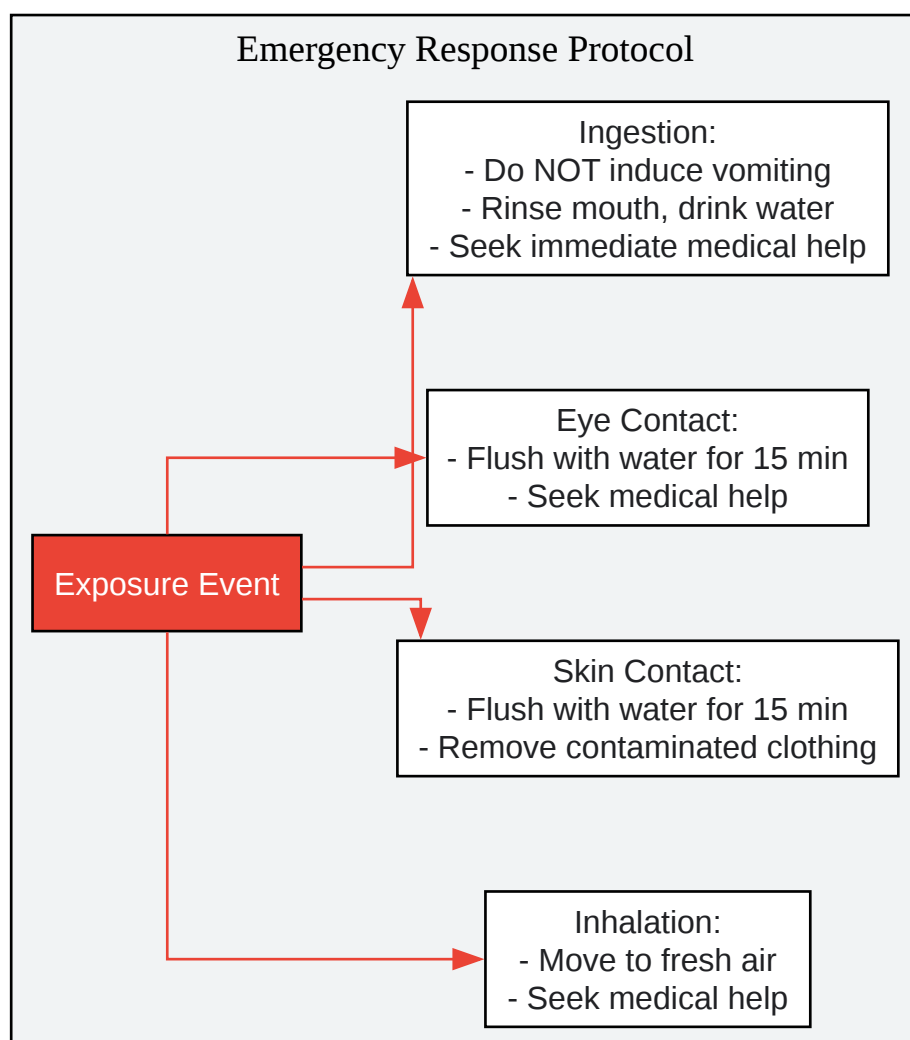 Emergency Response Protocol
Ingestion:
- Do NOT induce vomiting
- Rinse mouth, drink water
- Seek immediate medical help
Eye Contact:
- Flush with water for 15 min
- Seek medical help
Exposure Event
Skin Contact:
- Flush with water for 15 min
- Remove contaminated clothing
Inhalation:
- Move to fresh air
- Seek medical help